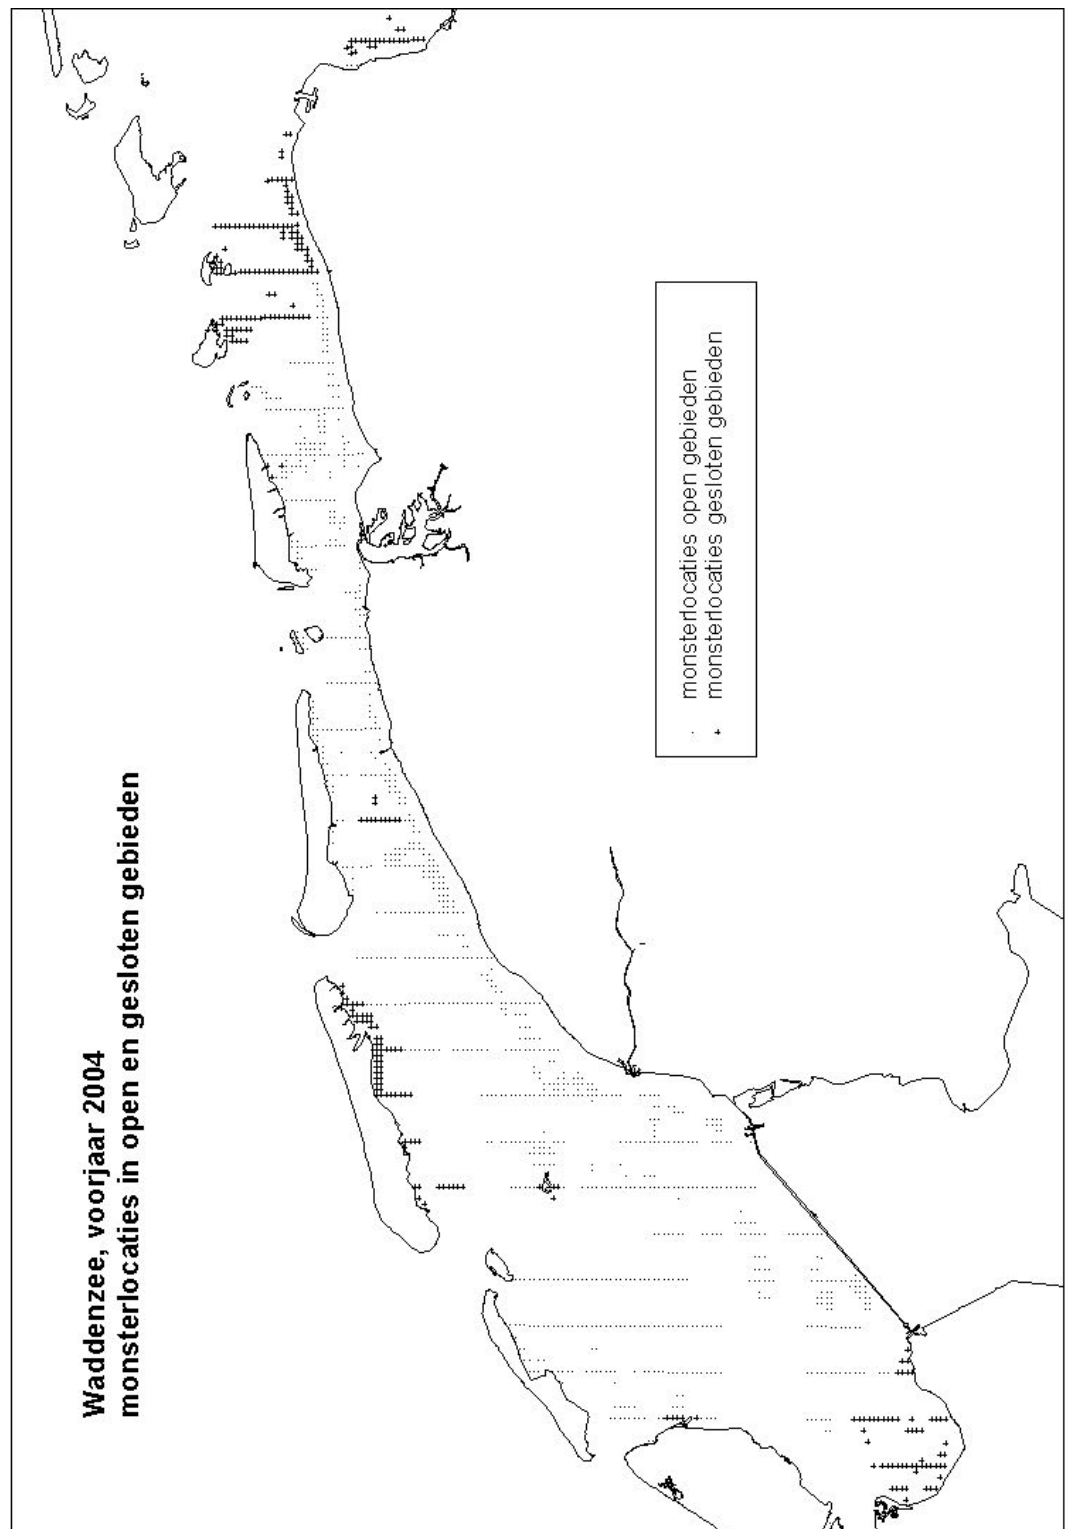 Waddenzee, voorjaar 2004
monsterlocaties in open en gesloten gebieden
monsterlocaties open gebieden
monsterlocaties gesloten gebieden